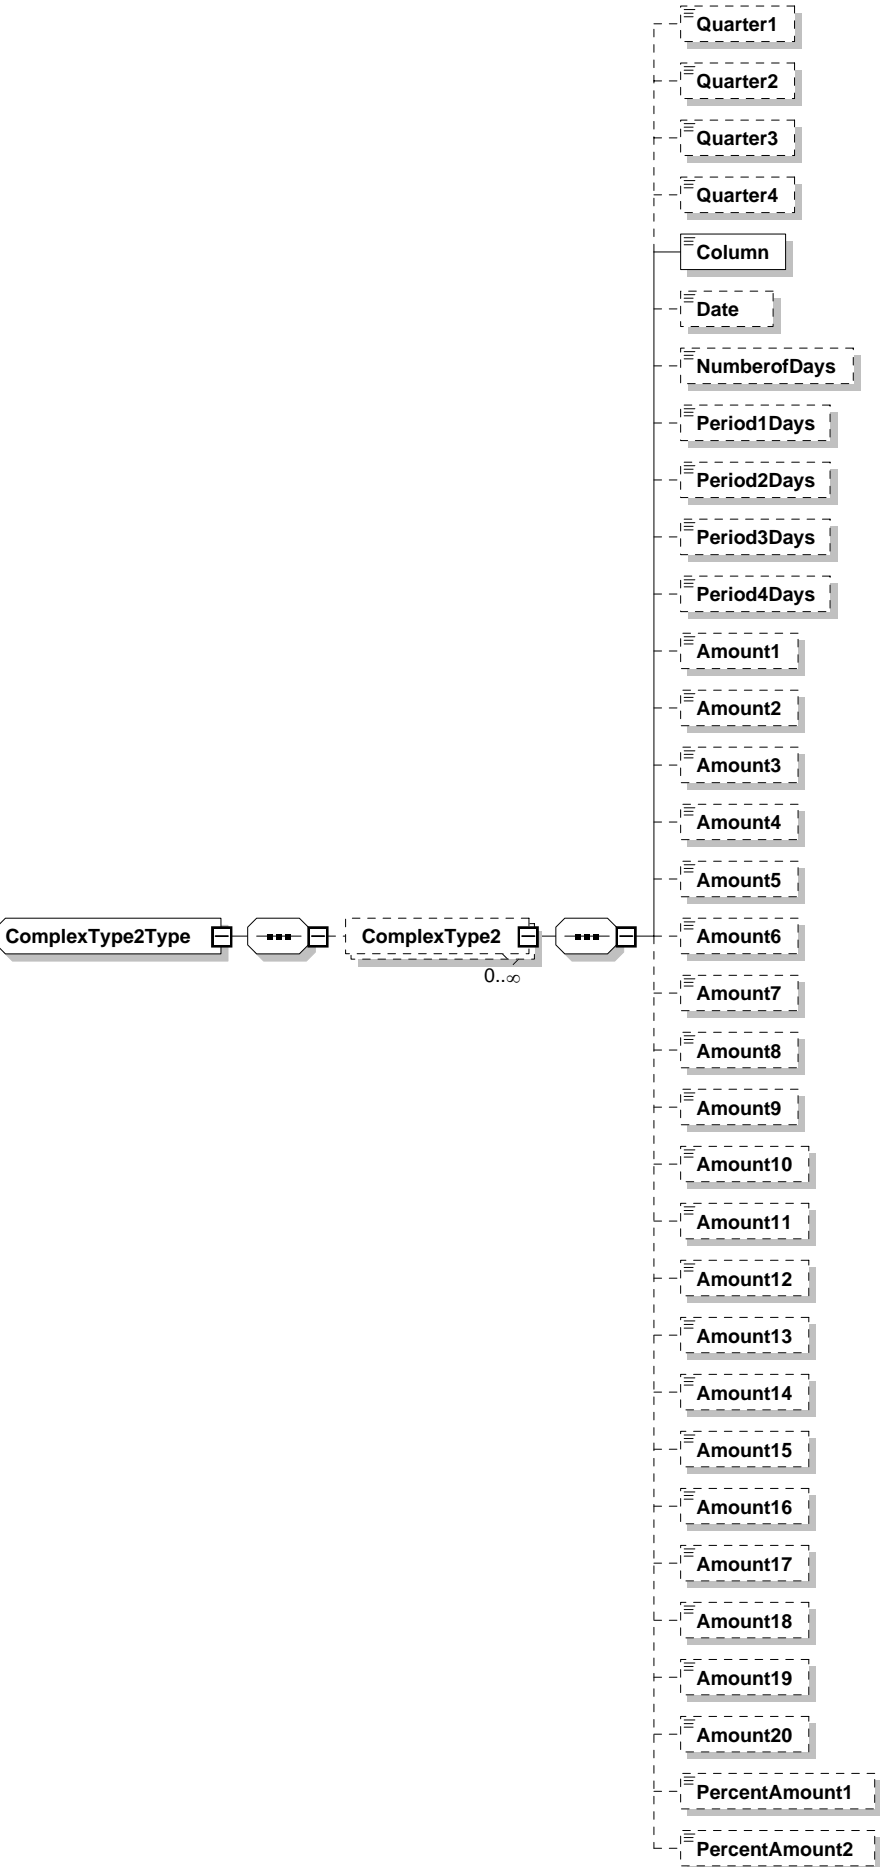 Quarter1
Quarter2
Quarter3
Quarter4
Column
Date
NumberofDays
Period1Days
Period2Days
Period3Days
Period4Days
Amount1
Amount2
Amount3
Amount4
Amount5
ComplexType2Type
ComplexType2
0..∞
Amount6
Amount7
Amount8
Amount9
Amount10
Amount11
Amount12
Amount13
Amount14
Amount15
Amount16
Amount17
Amount18
Amount19
Amount20
PercentAmount1
PercentAmount2